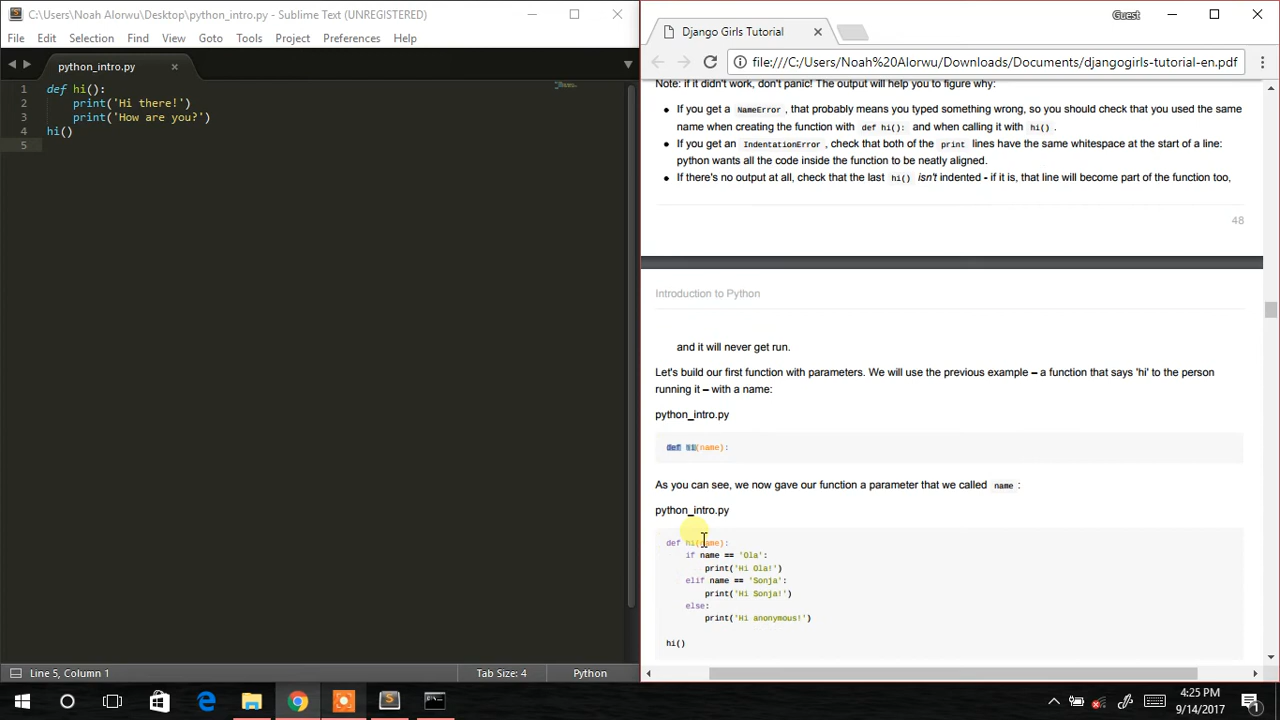 C:\Users\Noah Alorwu\Desktop\python_intro.py - Sublime Text (UNREGISTERED)
File Edit Selection Find View Goto Tools Project Preferences Help
python_intro.py
1 def hi():
2 print('Hi there!')
3 print('How are you?')
4 hi()
5
Line 5, Column 1 Tab Size: 4 Python
Guest
Django Girls Tutorial
file:///C:/Users/Noah%20Alorwu/Downloads/Documents/djangogirls-tutorial-en.pdf
Note: if it didn't work, don't panic! The output will help you to figure why:
If you get a NameError , that probably means you typed something wrong, so you should check that you used the same
name when creating the function with def hi(): and when calling it with hi() .
If you get an IndentationError , check that both of the print lines have the same whitespace at the start of a line:
python wants all the code inside the function to be neatly aligned.
If there's no output at all, check that the last hi() isn't indented - if it is, that line will become part of the function too,
48
Introduction to Python
and it will never get run.
Let's build our first function with parameters. We will use the previous example – a function that says 'hi' to the person
running it – with a name:
python_intro.py
def hi(name):
As you can see, we now gave our function a parameter that we called name :
python_intro.py
def hi(name):
if name == 'Ola':
print('Hi Ola!')
elif name == 'Sonja':
print('Hi Sonja!')
else:
print('Hi anonymous!')
hi()
4:25 PM
9/14/2017
1